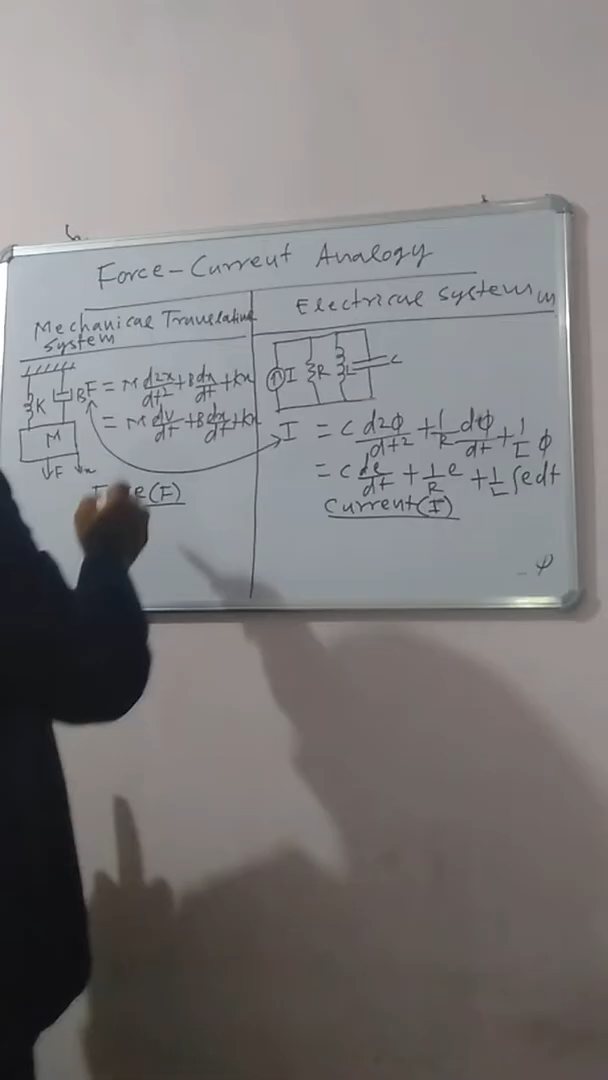 Force-Current Analogy
Mechanical Translative
system
K
B
M
F
x
F = M d2x/dt2 + B dx/dt + Kx
= M dv/dt + B dx/dt + Kx
(F)
Electrical system
I
R
L
C
I = C d2φ/dt2 + 1/R dφ/dt + 1/L φ
= C de/dt + 1/R e + 1/L ∫edt
Current(I)